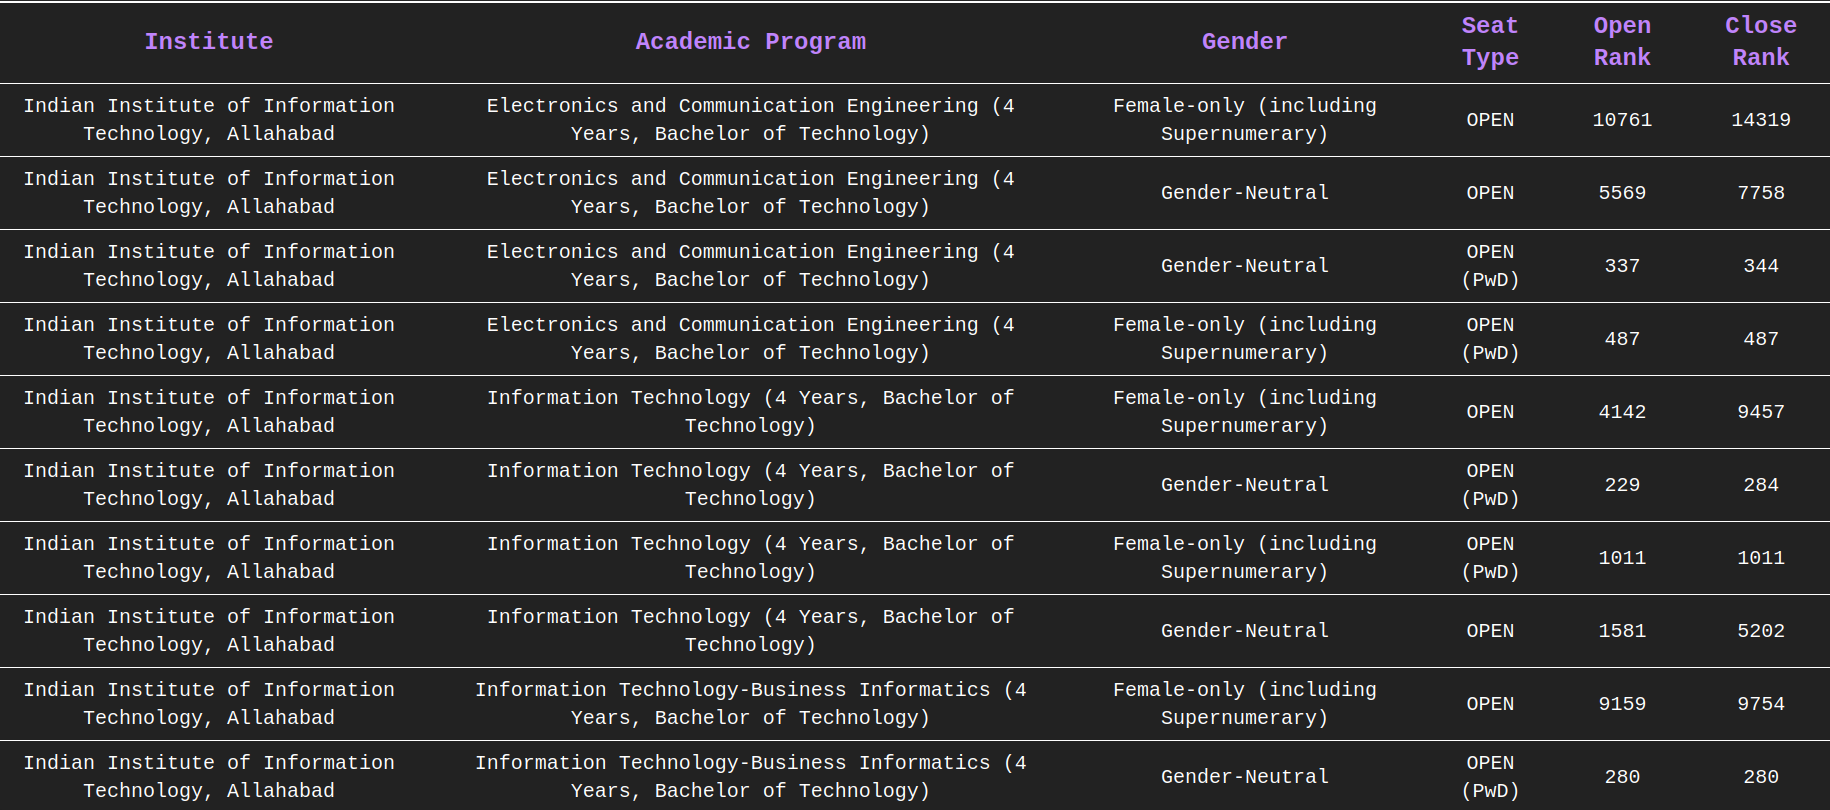 Institute Academic Program Gender Seat Type Open Rank Close Rank
Indian Institute of Information Technology, Allahabad Electronics and Communication Engineering (4 Years, Bachelor of Technology) Female-only (including Supernumerary) OPEN 10761 14319
Indian Institute of Information Technology, Allahabad Electronics and Communication Engineering (4 Years, Bachelor of Technology) Gender-Neutral OPEN 5569 7758
Indian Institute of Information Technology, Allahabad Electronics and Communication Engineering (4 Years, Bachelor of Technology) Gender-Neutral OPEN (PwD) 337 344
Indian Institute of Information Technology, Allahabad Electronics and Communication Engineering (4 Years, Bachelor of Technology) Female-only (including Supernumerary) OPEN (PwD) 487 487
Indian Institute of Information Technology, Allahabad Information Technology (4 Years, Bachelor of Technology) Female-only (including Supernumerary) OPEN 4142 9457
Indian Institute of Information Technology, Allahabad Information Technology (4 Years, Bachelor of Technology) Gender-Neutral OPEN (PwD) 229 284
Indian Institute of Information Technology, Allahabad Information Technology (4 Years, Bachelor of Technology) Female-only (including Supernumerary) OPEN (PwD) 1011 1011
Indian Institute of Information Technology, Allahabad Information Technology (4 Years, Bachelor of Technology) Gender-Neutral OPEN 1581 5202
Indian Institute of Information Technology, Allahabad Information Technology-Business Informatics (4 Years, Bachelor of Technology) Female-only (including Supernumerary) OPEN 9159 9754
Indian Institute of Information Technology, Allahabad Information Technology-Business Informatics (4 Years, Bachelor of Technology) Gender-Neutral OPEN (PwD) 280 280